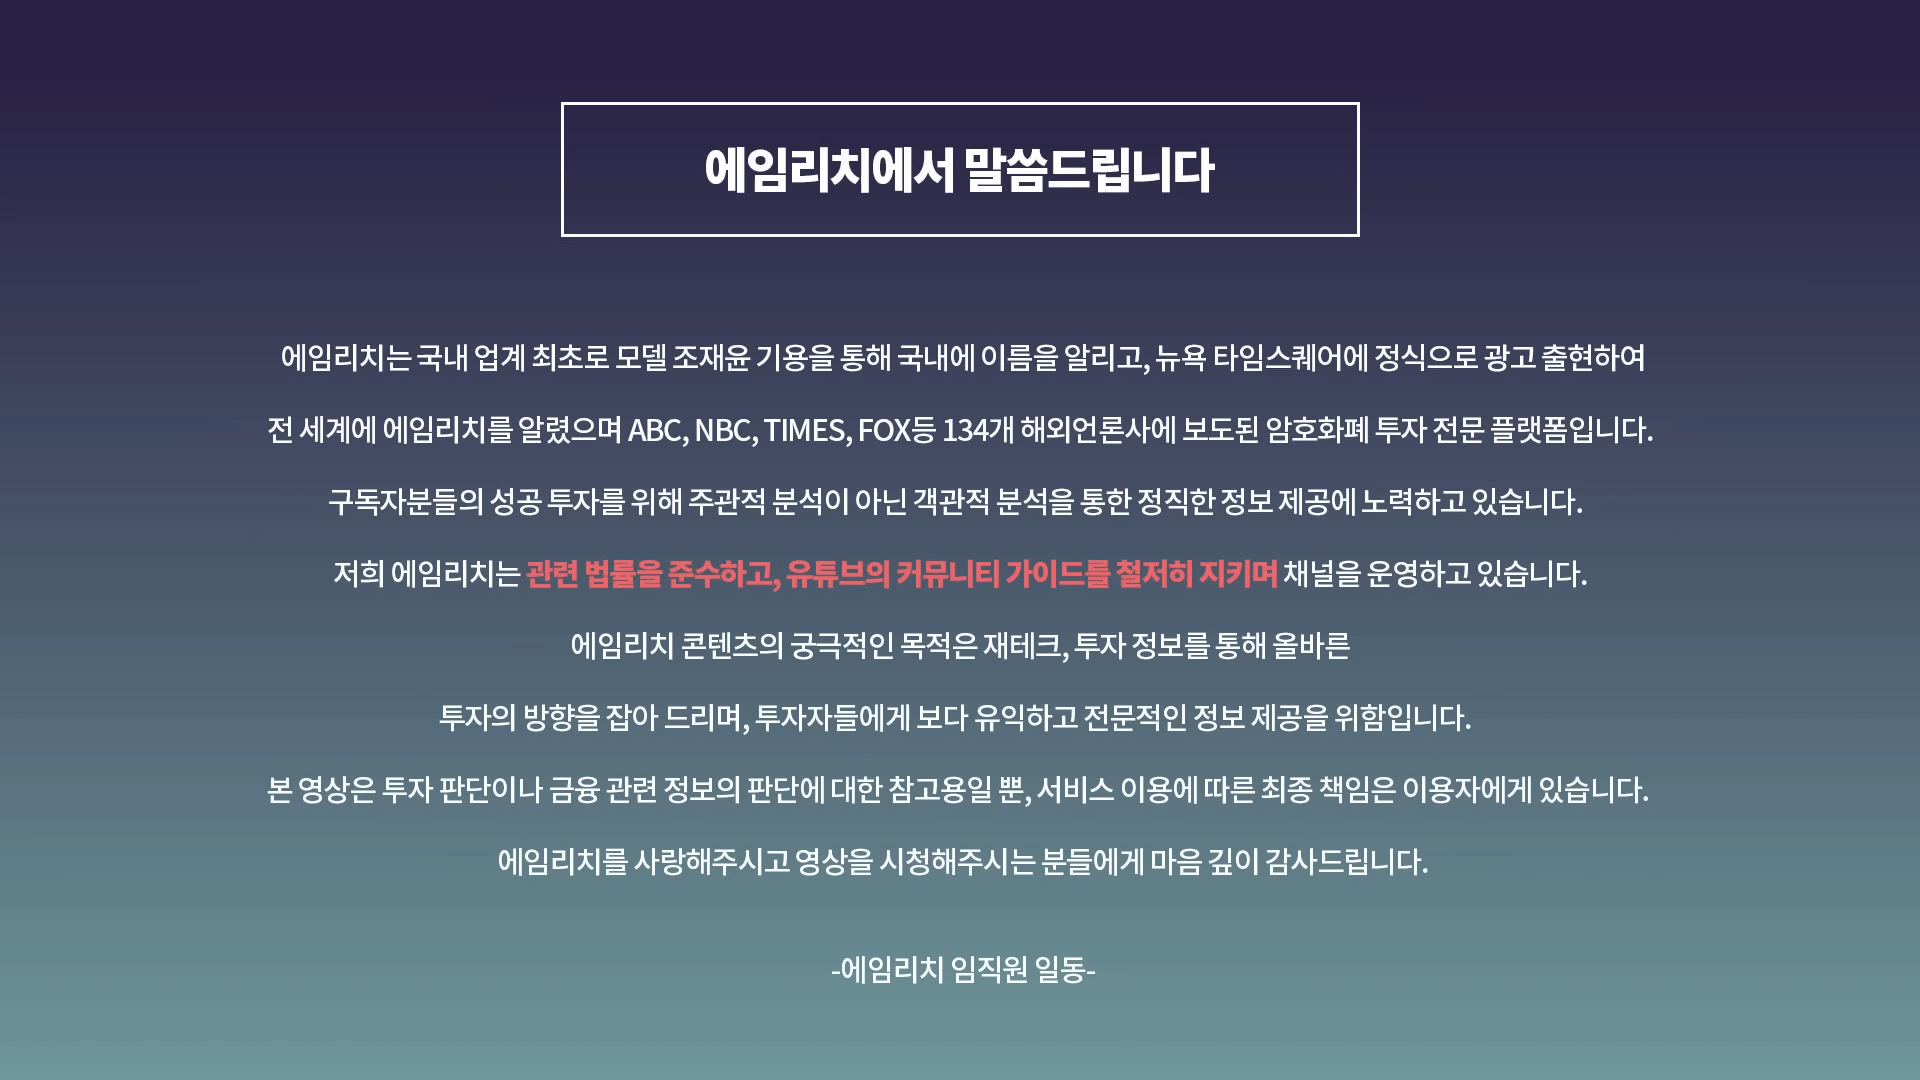 에임리치에서 말씀드립니다
에임리치는 국내 업계 최초로 모델 조재윤 기용을 통해 국내에 이름을 알리고, 뉴욕 타임스퀘어에 정식으로 광고 출현하여
전 세계에 에임리치를 알렸으며 ABC, NBC, TIMES, FOX등 134개 해외언론사에 보도된 암호화폐 투자 전문 플랫폼입니다.
구독자분들의 성공 투자를 위해 주관적 분석이 아닌 객관적 분석을 통한 정직한 정보 제공에 노력하고 있습니다.
저희 에임리치는 관련 법률을 준수하고, 유튜브의 커뮤니티 가이드를 철저히 지키며 채널을 운영하고 있습니다.
에임리치 콘텐츠의 궁극적인 목적은 재테크, 투자 정보를 통해 올바른
투자의 방향을 잡아 드리며, 투자자들에게 보다 유익하고 전문적인 정보 제공을 위함입니다.
본 영상은 투자 판단이나 금융 관련 정보의 판단에 대한 참고용일 뿐, 서비스 이용에 따른 최종 책임은 이용자에게 있습니다.
에임리치를 사랑해주시고 영상을 시청해주시는 분들에게 마음 깊이 감사드립니다.
-에임리치 임직원 일동-